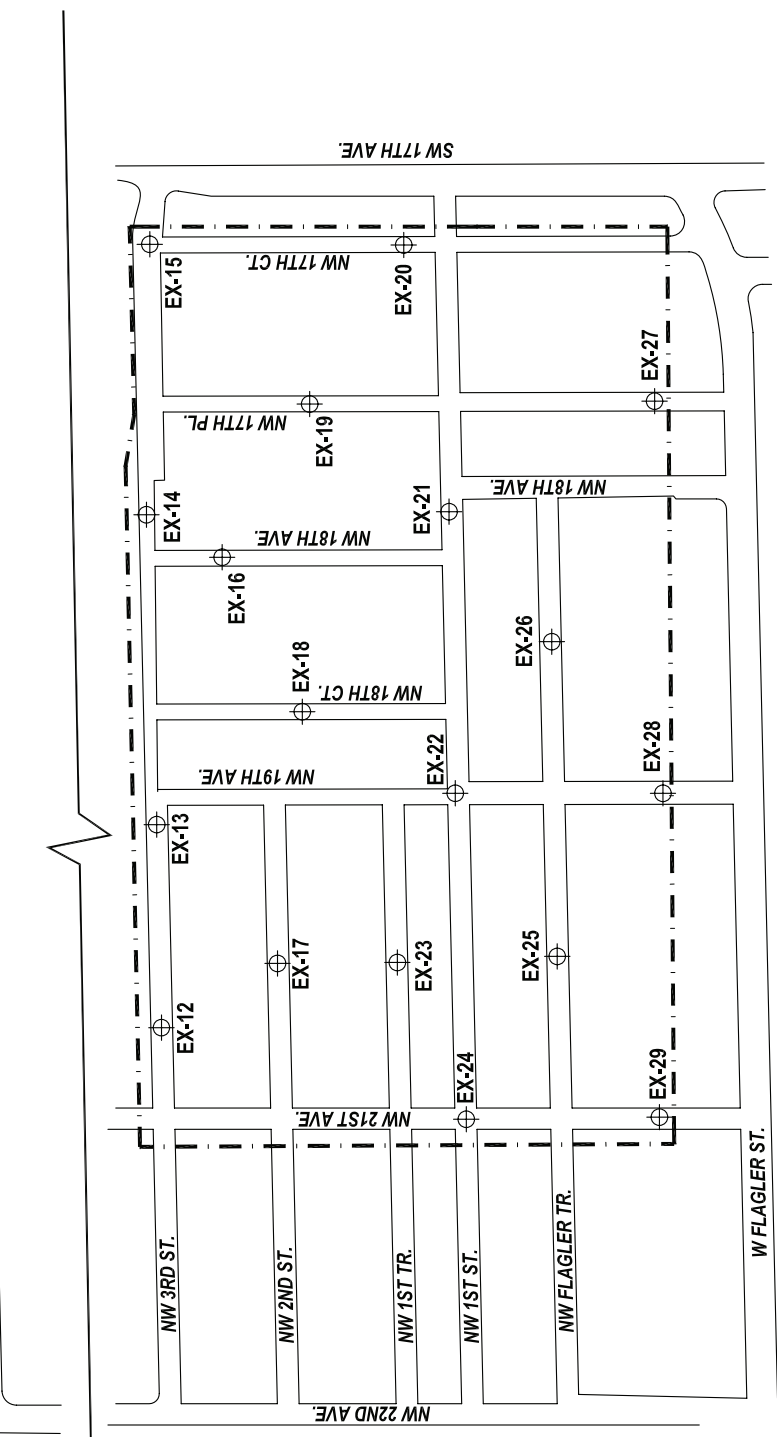 SW 17TH AVE.
EX-15
NW 17TH CT.
EX-20
EX-27
NW 17TH PL.
EX-19
EX-14
NW 18TH AVE.
EX-21
NW 18TH AVE.
EX-16
EX-26
EX-18
NW 18TH CT.
EX-22
EX-28
NW 19TH AVE.
EX-13
EX-17
EX-23
EX-25
EX-12
EX-24
EX-29
NW 21ST AVE.
NW 3RD ST.
NW 2ND ST.
NW 1ST TR.
NW 1ST ST.
NW FLAGLER TR.
W FLAGLER ST.
NW 22ND AVE.